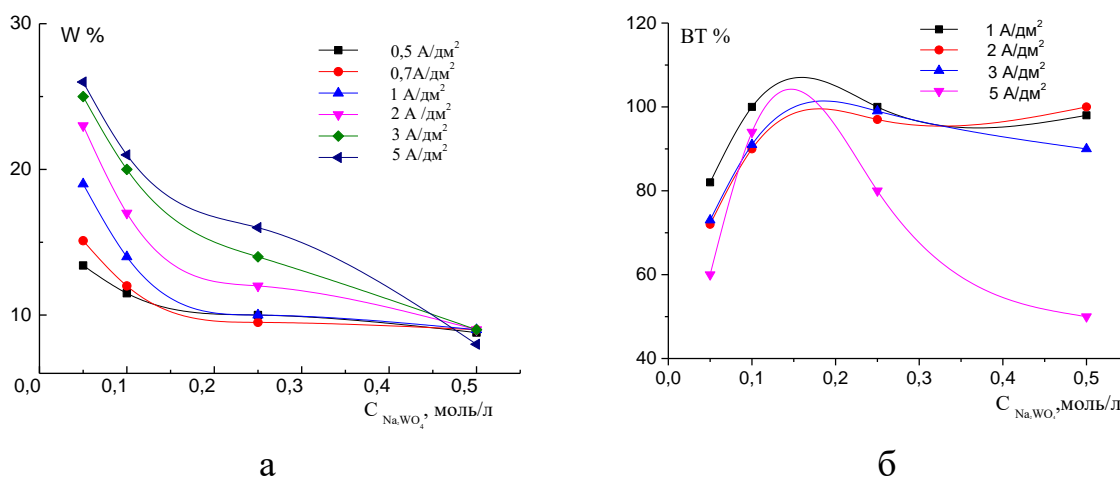 W %
30
20
10
0,0 0,1 0,2 0,3 0,4 0,5
0,5 А/дм²
0,7А/дм²
1 А/дм²
2 А /дм²
3 А/дм²
5 А/дм²
C Na₂WO₄, моль/л
а
ВТ %
120
100
80
60
40
0,0 0,1 0,2 0,3 0,4 0,5
1 А/дм²
2 А/дм²
3 А/дм²
5 А/дм²
C Na₂WO₄,моль/л
б